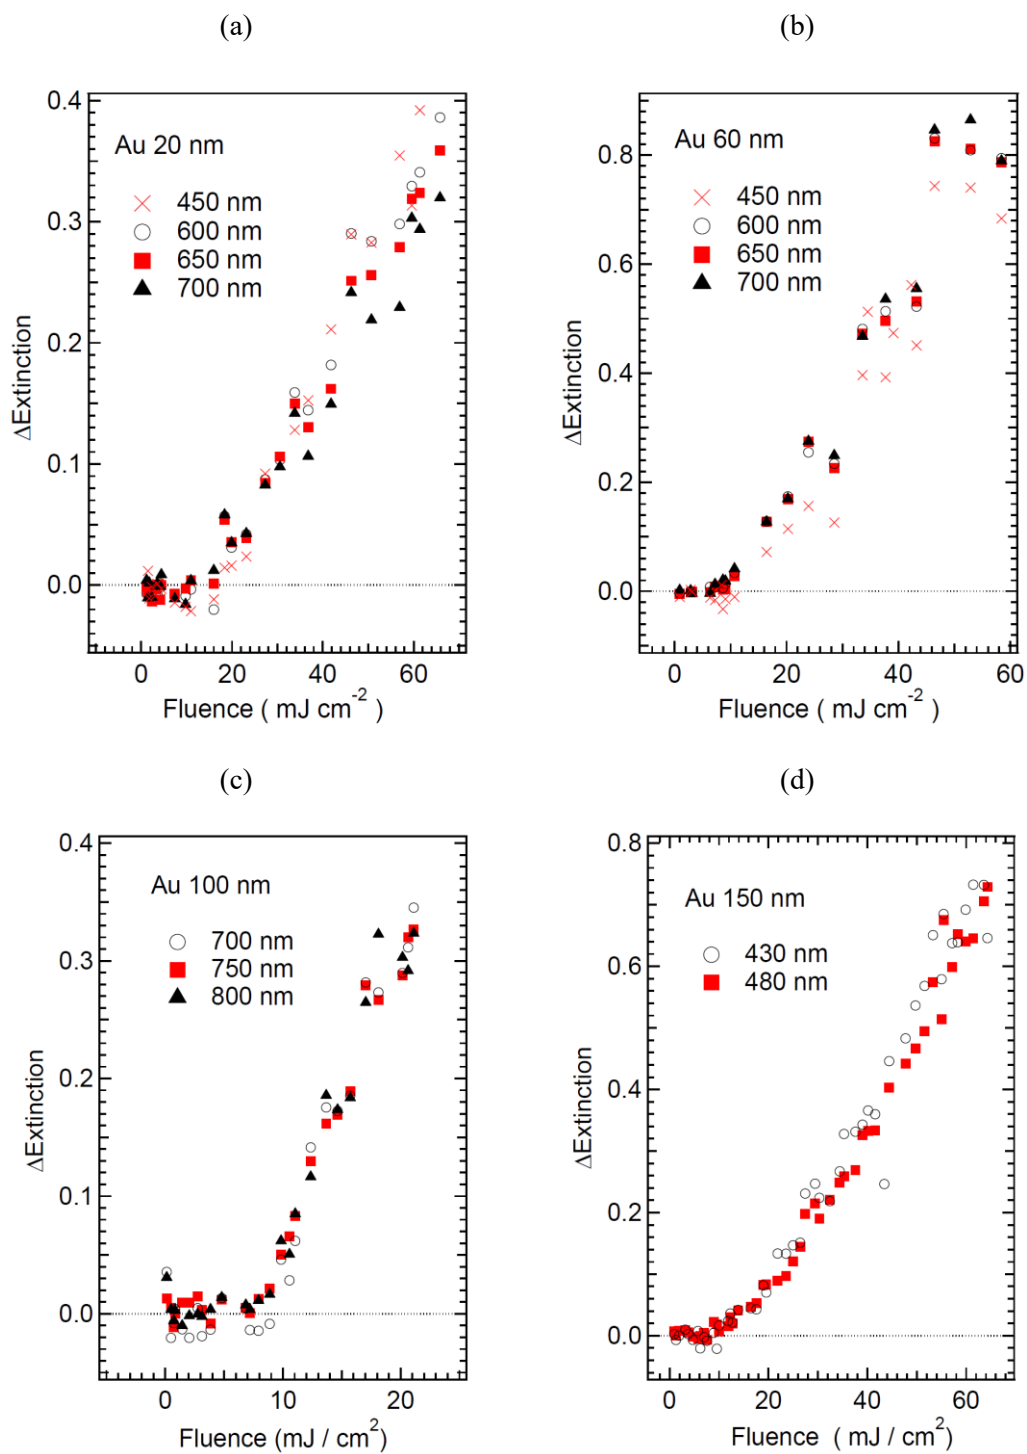 (a)
(b)
Au 20 nm
450 nm
600 nm
650 nm
700 nm
0.4
0.3
0.2
0.1
0.0
ΔExtinction
0 20 40 60
Fluence ( mJ cm-2 )
Au 60 nm
450 nm
600 nm
650 nm
700 nm
0.8
0.6
0.4
0.2
0.0
ΔExtinction
0 20 40 60
Fluence ( mJ cm-2 )
(c)
(d)
Au 100 nm
700 nm
750 nm
800 nm
0.4
0.3
0.2
0.1
0.0
ΔExtinction
0 10 20
Fluence (mJ / cm2)
Au 150 nm
430 nm
480 nm
0.8
0.6
0.4
0.2
0.0
ΔExtinction
0 20 40 60
Fluence ( mJ / cm2)